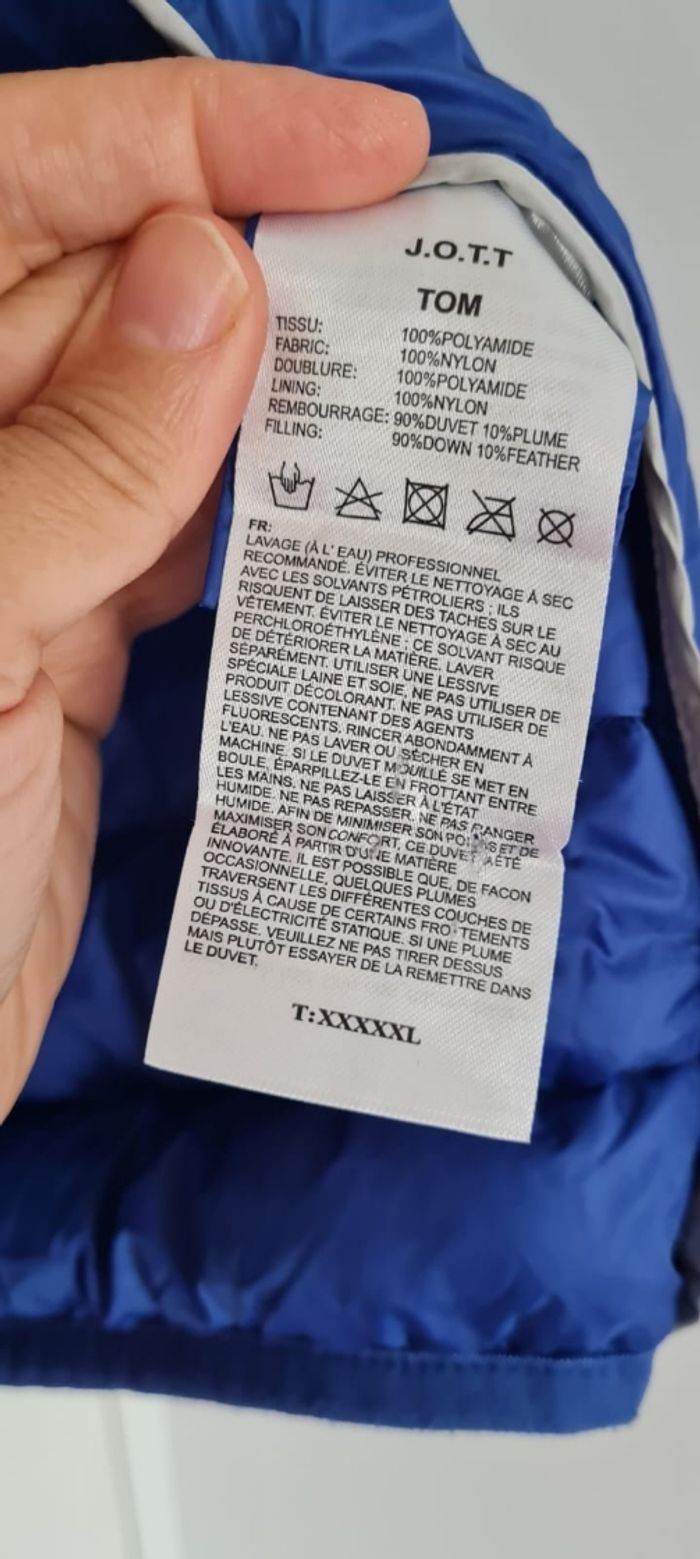 J.O.T.T
TOM
TISSU: 100%POLYAMIDE
FABRIC: 100%NYLON
DOUBLURE: 100%POLYAMIDE
LINING: 100%NYLON
REMBOURRAGE: 90%DUVET 10%PLUME
FILLING: 90%DOWN 10%FEATHER
FR:
LAVAGE (À L' EAU) PROFESSIONNEL
RECOMMANDÉ. ÉVITER LE NETTOYAGE À SEC
AVEC LES SOLVANTS PÉTROLIERS ; ILS
RISQUENT DE LAISSER DES TACHES SUR LE
VÊTEMENT. ÉVITER LE NETTOYAGE À SEC AU
PERCHLOROÉTHYLÈNE ; CE SOLVANT RISQUE
DE DÉTÉRIORER LA MATIÈRE. LAVER
SÉPARÉMENT. UTILISER UNE LESSIVE
SPÉCIALE LAINE ET SOIE, NE PAS UTILISER DE
PRODUIT DÉCOLORANT. NE PAS UTILISER DE
LESSIVE CONTENANT DES AGENTS
FLUORESCENTS. RINCER ABONDAMMENT À
L'EAU. NE PAS LAVER OU SÉCHER EN
MACHINE. SI LE DUVET MOUILLÉ SE MET EN
BOULE, ÉPARPILLEZ-LE EN FROTTANT ENTRE
LES MAINS. NE PAS LAISSER À L'ÉTAT
HUMIDE. NE PAS REPASSER, NE PAS RANGER
HUMIDE. AFIN DE MINIMISER SON ET DE
MAXIMISER SON CONFORT, CE DUVET A ÉTÉ
ÉLABORÉ À PARTIR D'UNE MATIÈRE
INNOVANTE. IL EST POSSIBLE QUE, DE FACON
OCCASIONNELLE, QUELQUES PLUMES
TRAVERSENT LES DIFFÉRENTES COUCHES DE
TISSUS À CAUSE DE CERTAINS FROTTEMENTS
OU D'ÉLECTRICITÉ STATIQUE. SI UNE PLUME
DÉPASSE. VEUILLEZ NE PAS TIRER DESSUS
MAIS PLUTÔT ESSAYER DE LA REMETTRE DANS
LE DUVET.
T:XXXXXL